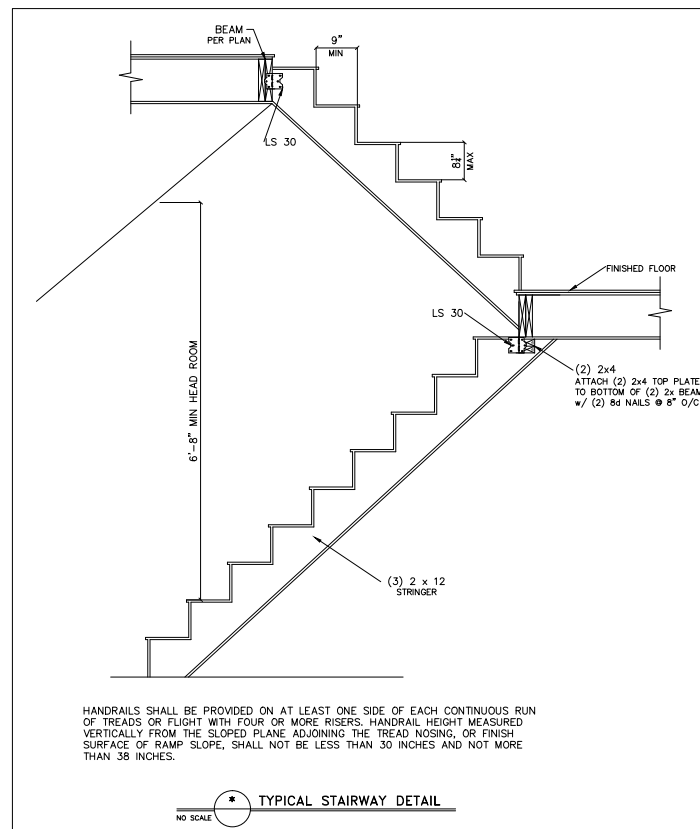 BEAM
PER PLAN
9"
MIN
LS 30
8¼"
MAX
FINISHED FLOOR
LS 30
(2) 2x4
ATTACH (2) 2x4 TOP PLATE
TO BOTTOM OF (2) 2x BEAM
w/ (2) 8d NAILS @ 8" O/C
6'-8" MIN HEAD ROOM
(3) 2 x 12
STRINGER
HANDRAILS SHALL BE PROVIDED ON AT LEAST ONE SIDE OF EACH CONTINUOUS RUN
OF TREADS OR FLIGHT WITH FOUR OR MORE RISERS. HANDRAIL HEIGHT MEASURED
VERTICALLY FROM THE SLOPED PLANE ADJOINING THE TREAD NOSING, OR FINISH
SURFACE OF RAMP SLOPE, SHALL NOT BE LESS THAN 30 INCHES AND NOT MORE
THAN 38 INCHES.
* TYPICAL STAIRWAY DETAIL
NO SCALE